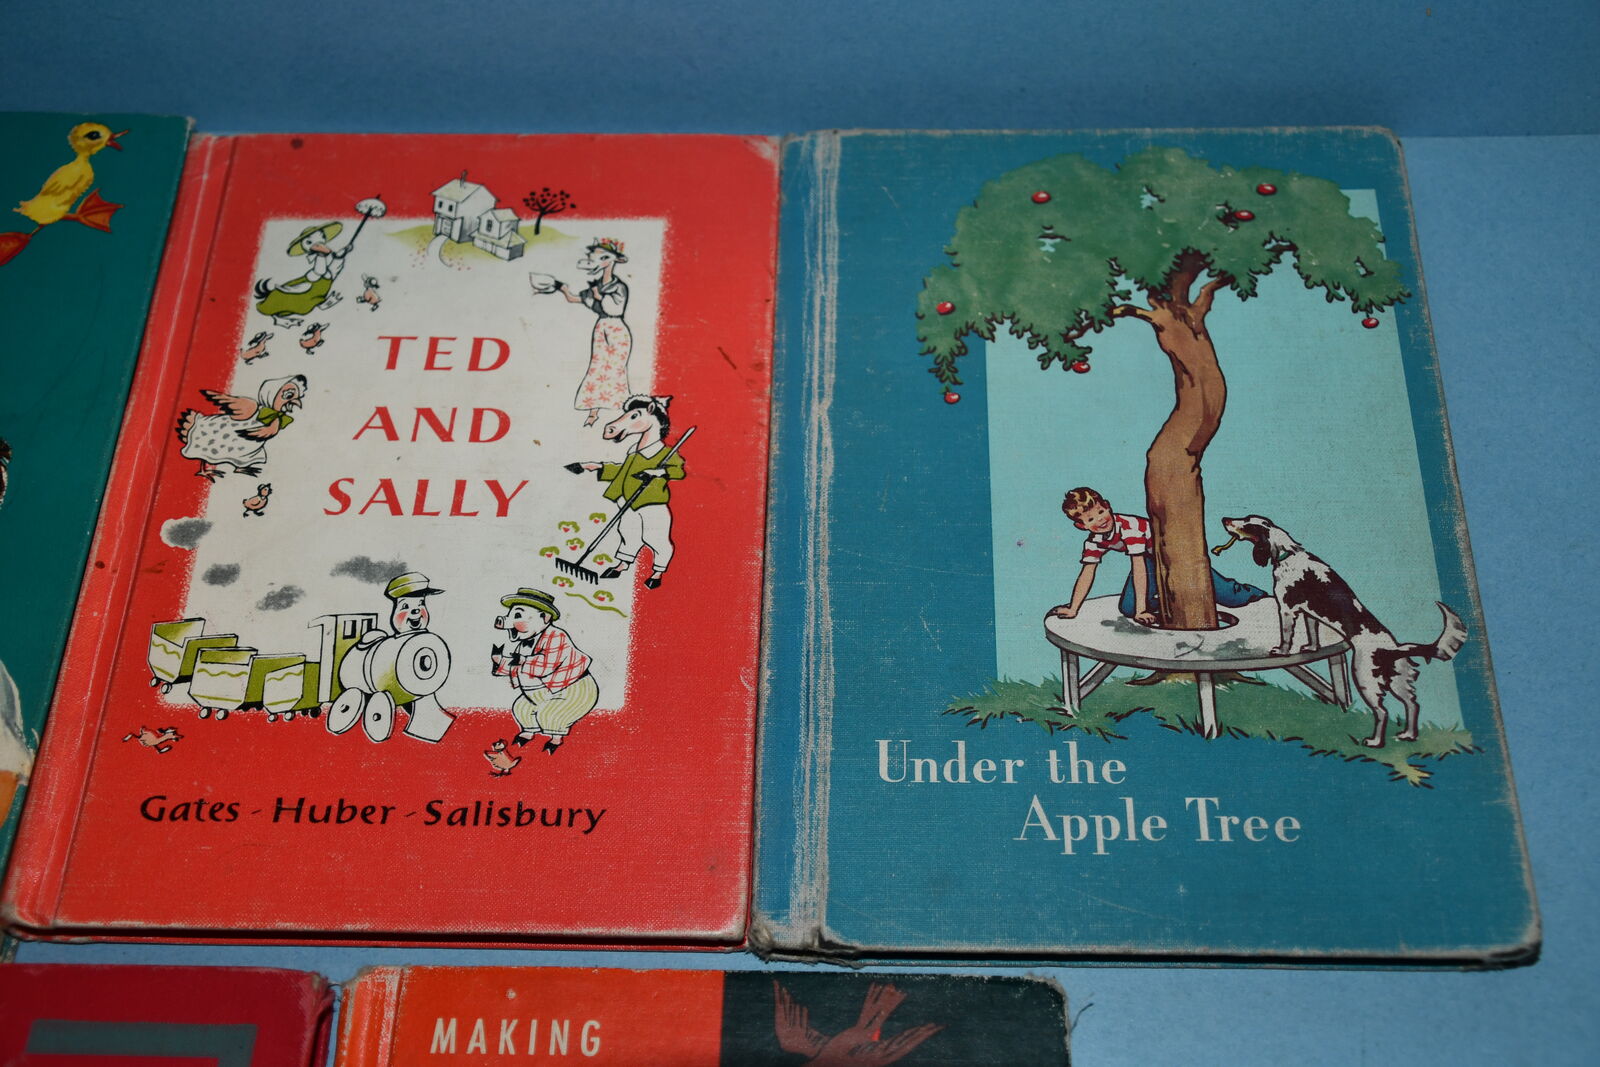 TED
AND
SALLY
Gates - Huber - Salisbury
Under the
Apple Tree
MAKING